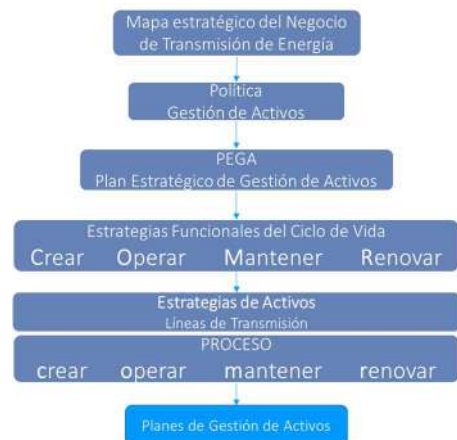 Mapa estratégico del Negocio
de Transmisión de Energía
Política
Gestión de Activos
PEGA
Plan Estratégico de Gestión de Activos
Estrategias Funcionales del Ciclo de Vida
Crear Operar Mantener Renovar
Estrategias de Activos
Líneas de Transmisión
PROCESO
crear operar mantener renovar
Planes de Gestión de Activos